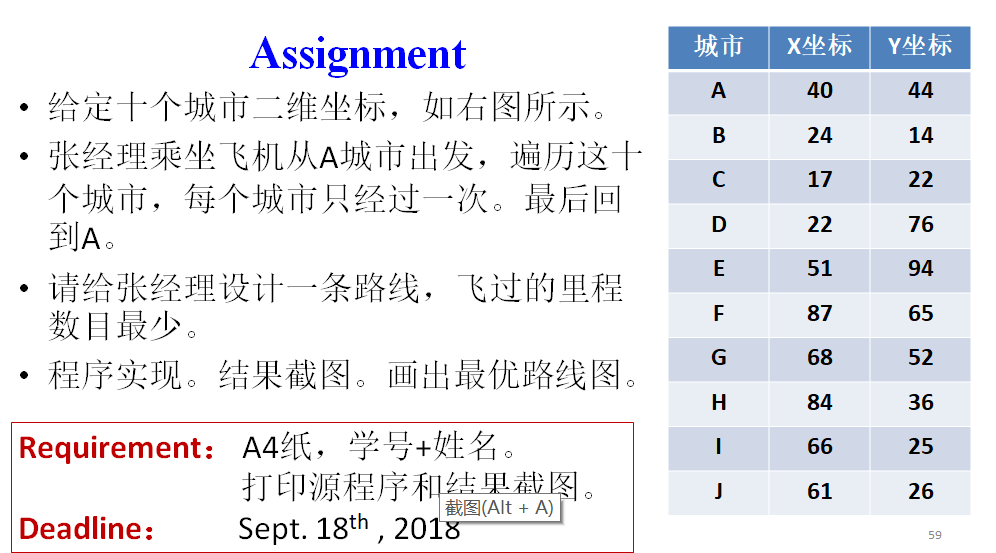 Assignment
• 给定十个城市二维坐标，如右图所示。
• 张经理乘坐飞机从A城市出发，遍历这十
个城市，每个城市只经过一次。最后回
到A。
• 请给张经理设计一条路线，飞过的里程
数目最少。
• 程序实现。结果截图。画出最优路线图。
Requirement： A4纸，学号+姓名。
打印源程序和结果截图。
截图(Alt + A)
Deadline： Sept. 18th , 2018
城市 X坐标 Y坐标
A 40 44
B 24 14
C 17 22
D 22 76
E 51 94
F 87 65
G 68 52
H 84 36
I 66 25
J 61 26
59